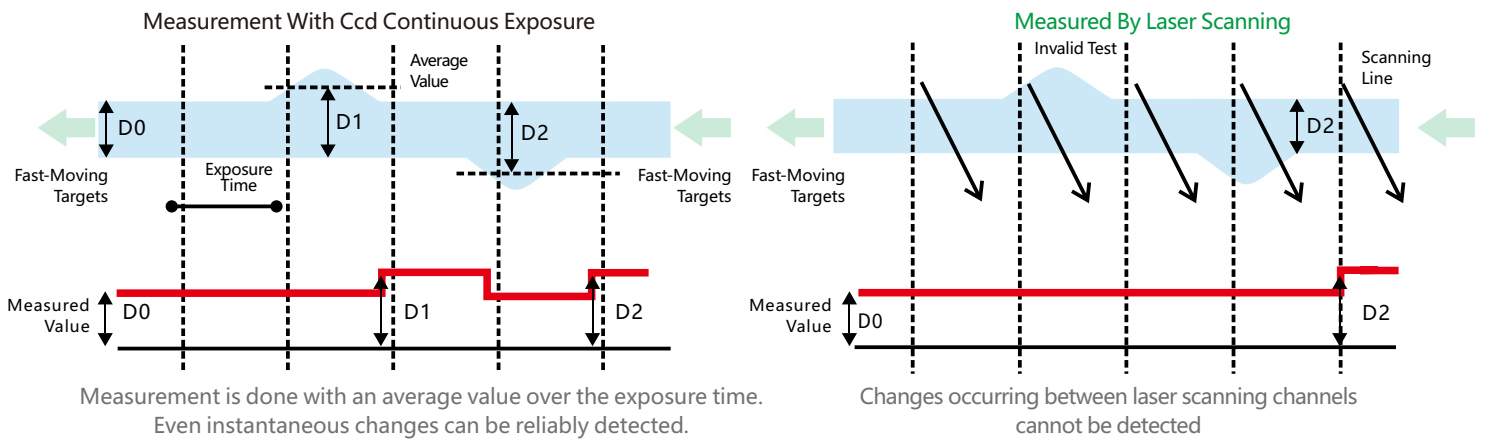 Measurement With Ccd Continuous Exposure
Average
Value
D0
D1
D2
Fast-Moving
Targets
Exposure
Time
Fast-Moving
Targets
Measured
Value
D0
D1
D2
Measurement is done with an average value over the exposure time.
Even instantaneous changes can be reliably detected.
Measured By Laser Scanning
Invalid Test
Scanning
Line
D2
Fast-Moving
Targets
Measured
Value
D0
D2
Changes occurring between laser scanning channels
cannot be detected